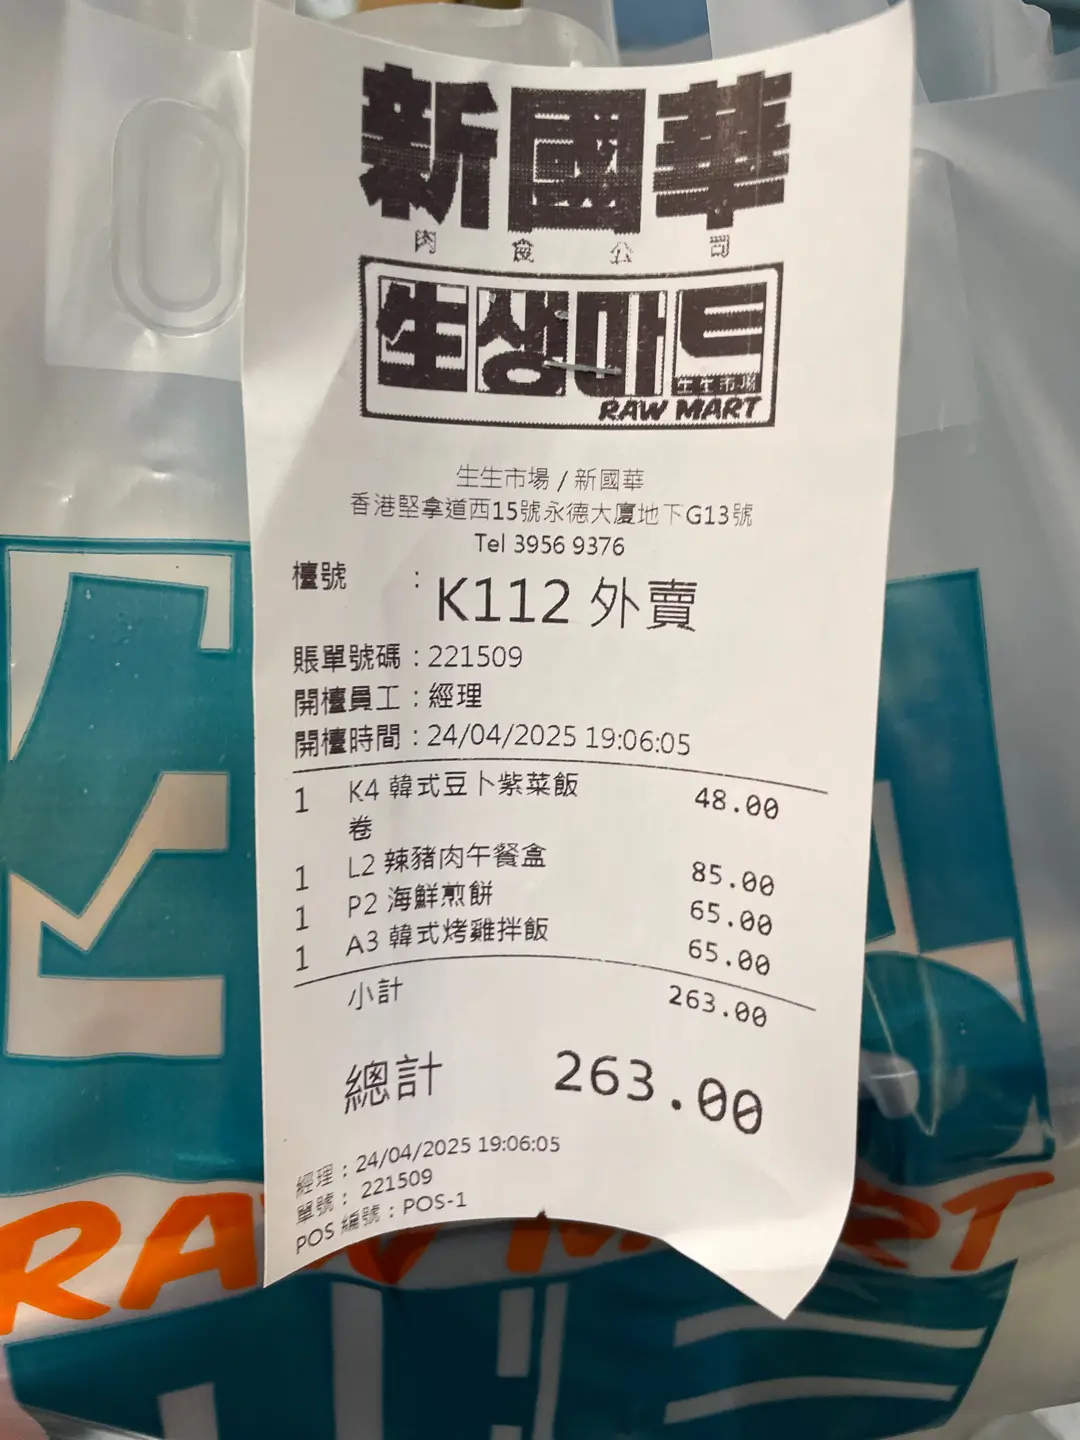 新國華
肉食公司
生생마트
生生市場
RAW MART
生生市場 / 新國華
香港堅拿道西15號永德大廈地下G13號
Tel 3956 9376
檯號 : K112 外賣
賬單號碼 : 221509
開檯員工 : 經理
開檯時間 : 24/04/2025 19:06:05
1 K4 韓式豆卜紫菜飯 48.00
卷
1 L2 辣豬肉午餐盒 85.00
1 P2 海鮮煎餅 65.00
1 A3 韓式烤雞拌飯 65.00
小計 263.00
總計 263.00
經理 : 24/04/2025 19:06:05
單號 : 221509
POS 編號 : POS-1
RAW MART